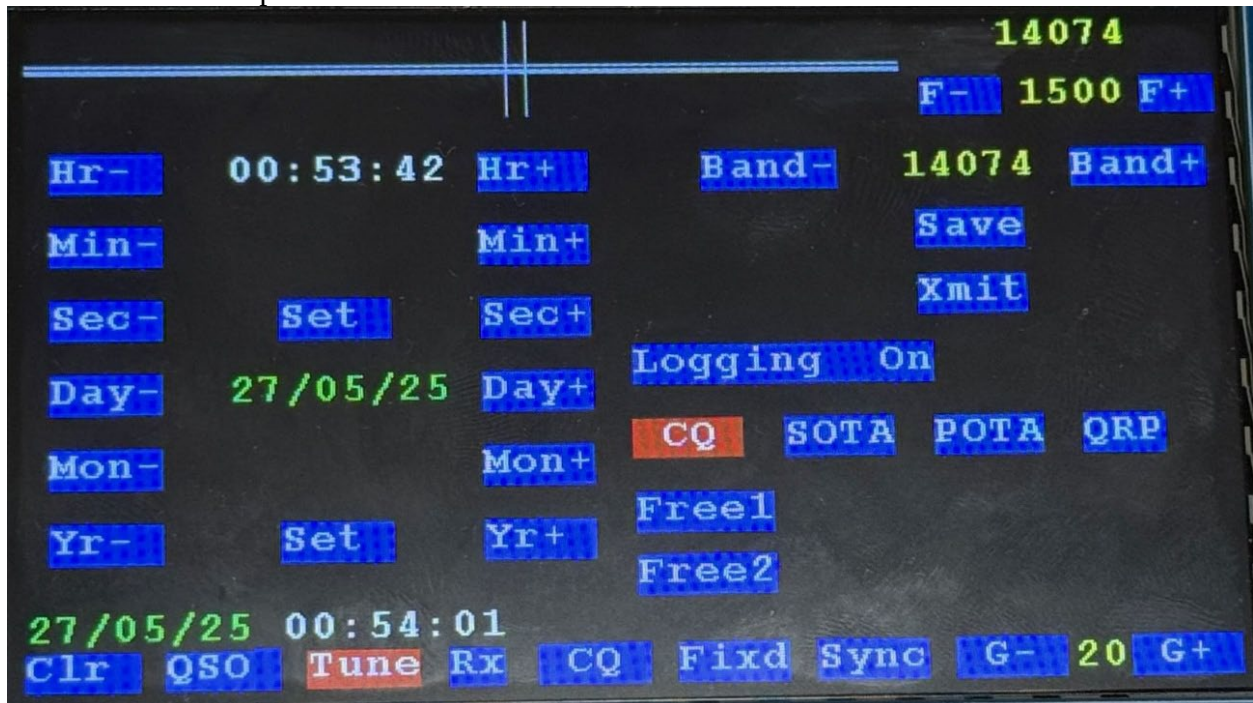 14074
F- 1500 F+
Hr- 00:53:42 Hr+ Band- 14074 Band+
Min- Min+ Save
Xmit
Sec- Set Sec+
Logging On
Day- 27/05/25 Day+
CQ SOTA POTA QRP
Mon- Mon+
Free1
Yr- Set Yr+
Free2
27/05/25 00:54:01
Clr QSO Tune Rx CQ Fixd Sync G- 20 G+